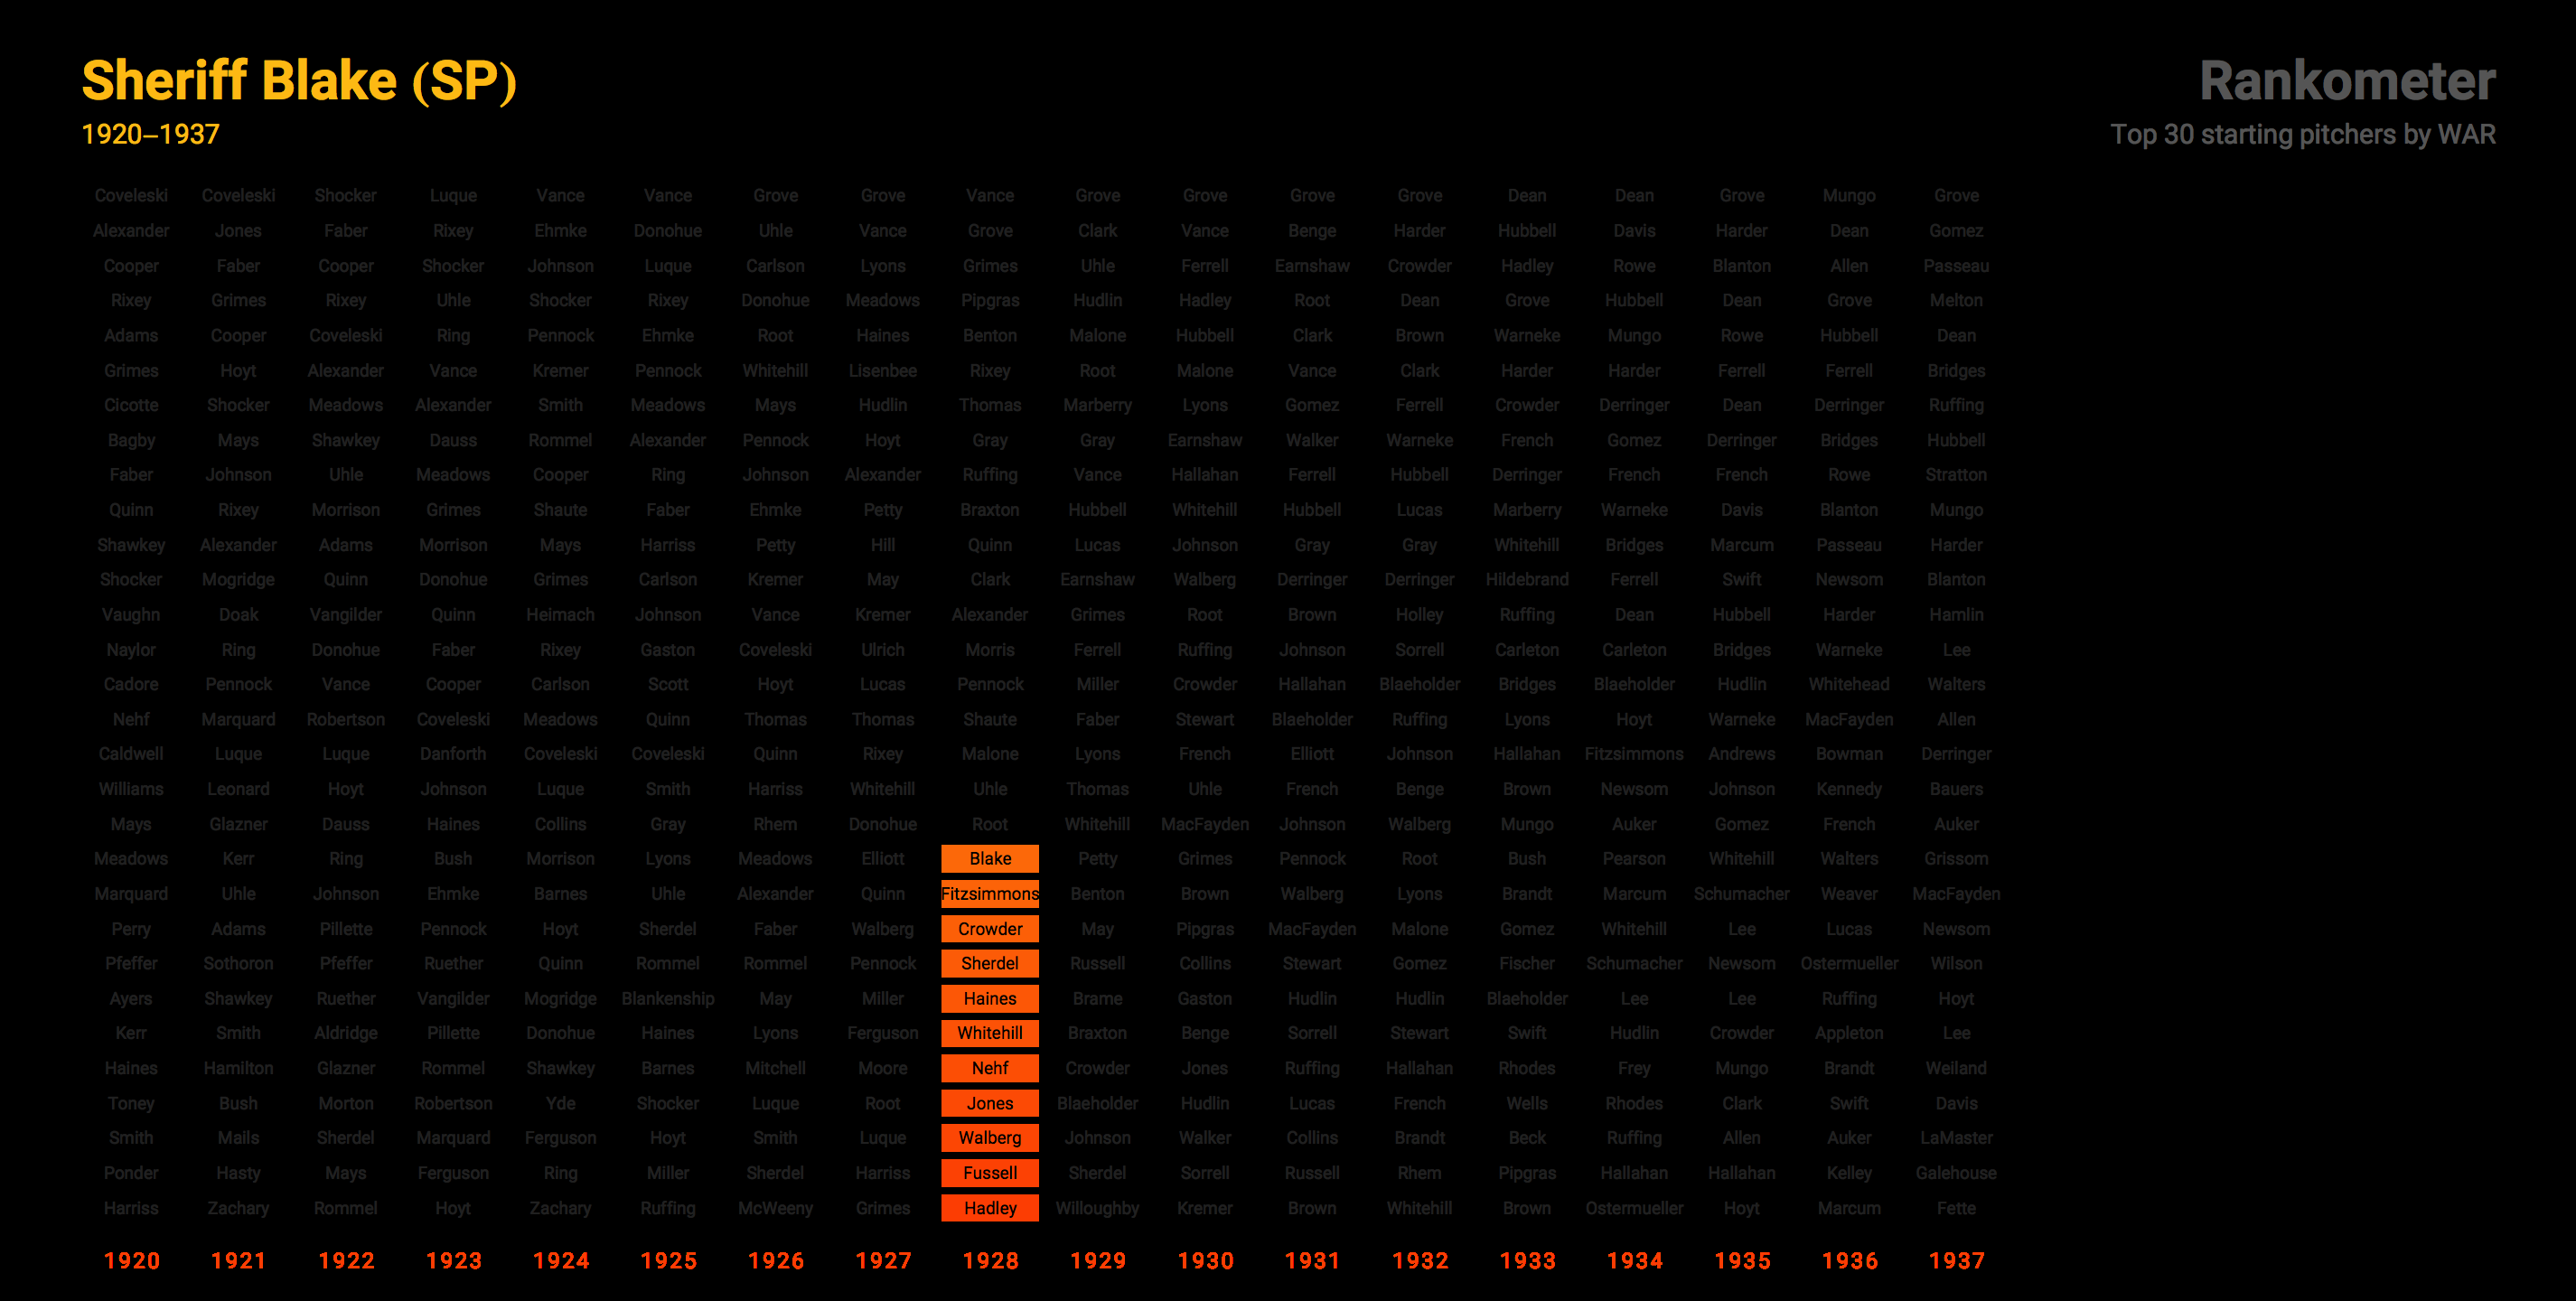 Sheriff Blake (SP)
1920–1937
Rankometer
Top 30 starting pitchers by WAR
Coveleski Coveleski Shocker Luque Vance Vance Grove Grove Vance Grove Grove Grove Grove Dean Dean Grove Mungo Grove
Alexander Jones Faber Rixey Ehmke Donohue Uhle Vance Grove Clark Vance Benge Harder Hubbell Davis Harder Dean Gomez
Cooper Faber Cooper Shocker Johnson Luque Carlson Lyons Grimes Uhle Ferrell Earnshaw Crowder Hadley Rowe Blanton Allen Passeau
Rixey Grimes Rixey Uhle Shocker Rixey Donohue Meadows Pipgras Hudlin Hadley Root Dean Grove Hubbell Dean Grove Melton
Adams Cooper Coveleski Ring Pennock Ehmke Root Haines Benton Malone Hubbell Clark Brown Warneke Mungo Rowe Hubbell Dean
Grimes Hoyt Alexander Vance Kremer Pennock Whitehill Lisenbee Rixey Root Malone Vance Clark Harder Harder Ferrell Ferrell Bridges
Cicotte Shocker Meadows Alexander Smith Meadows Mays Hudlin Thomas Marberry Lyons Gomez Ferrell Crowder Derringer Dean Derringer Ruffing
Bagby Mays Shawkey Dauss Rommel Alexander Pennock Hoyt Gray Gray Earnshaw Walker Warneke French Gomez Derringer Bridges Hubbell
Faber Johnson Uhle Meadows Cooper Ring Johnson Alexander Ruffing Vance Hallahan Ferrell Hubbell Derringer French French Rowe Stratton
Quinn Rixey Morrison Grimes Shaute Faber Ehmke Petty Braxton Hubbell Whitehill Hubbell Lucas Marberry Warneke Davis Blanton Mungo
Shawkey Alexander Adams Morrison Mays Harriss Petty Hill Quinn Lucas Johnson Gray Gray Whitehill Bridges Marcum Passeau Harder
Shocker Mogridge Quinn Donohue Grimes Carlson Kremer May Clark Earnshaw Walberg Derringer Derringer Hildebrand Ferrell Swift Newsom Blanton
Vaughn Doak Vangilder Quinn Heimach Johnson Vance Kremer Alexander Grimes Root Brown Holley Ruffing Dean Hubbell Harder Hamlin
Naylor Ring Donohue Faber Rixey Gaston Coveleski Ulrich Morris Ferrell Ruffing Johnson Sorrell Carleton Carleton Bridges Warneke Lee
Cadore Pennock Vance Cooper Carlson Scott Hoyt Lucas Pennock Miller Crowder Hallahan Blaeholder Bridges Blaeholder Hudlin Whitehead Walters
Nehf Marquard Robertson Coveleski Meadows Quinn Thomas Thomas Shaute Faber Stewart Blaeholder Ruffing Lyons Hoyt Warneke MacFayden Allen
Caldwell Luque Luque Danforth Coveleski Coveleski Quinn Rixey Malone Lyons French Elliott Johnson Hallahan Fitzsimmons Andrews Bowman Derringer
Williams Leonard Hoyt Johnson Luque Smith Harriss Whitehill Uhle Thomas Uhle French Benge Brown Newsom Johnson Kennedy Bauers
Mays Glazner Dauss Haines Collins Gray Rhem Donohue Root Whitehill MacFayden Johnson Walberg Mungo Auker Gomez French Auker
Meadows Kerr Ring Bush Morrison Lyons Meadows Elliott Blake Petty Grimes Pennock Root Bush Pearson Whitehill Walters Grissom
Marquard Uhle Johnson Ehmke Barnes Uhle Alexander Quinn Fitzsimmons Benton Brown Walberg Lyons Brandt Marcum Schumacher Weaver MacFayden
Perry Adams Pillette Pennock Hoyt Sherdel Faber Walberg Crowder May Pipgras MacFayden Malone Gomez Whitehill Lee Lucas Newsom
Pfeffer Sothoron Pfeffer Ruether Quinn Rommel Rommel Pennock Sherdel Russell Collins Stewart Gomez Fischer Schumacher Newsom Ostermueller Wilson
Ayers Shawkey Ruether Vangilder Mogridge Blankenship May Miller Haines Brame Gaston Hudlin Hudlin Blaeholder Lee Lee Ruffing Hoyt
Kerr Smith Aldridge Pillette Donohue Haines Lyons Ferguson Whitehill Braxton Benge Sorrell Stewart Swift Hudlin Crowder Appleton Lee
Haines Hamilton Glazner Rommel Shawkey Barnes Mitchell Moore Nehf Crowder Jones Ruffing Hallahan Rhodes Frey Mungo Brandt Weiland
Toney Bush Morton Robertson Yde Shocker Luque Root Jones Blaeholder Hudlin Lucas French Wells Rhodes Clark Swift Davis
Smith Mails Sherdel Marquard Ferguson Hoyt Smith Luque Walberg Johnson Walker Collins Brandt Beck Ruffing Allen Auker LaMaster
Ponder Hasty Mays Ferguson Ring Miller Sherdel Harriss Fussell Sherdel Sorrell Russell Rhem Pipgras Hallahan Hallahan Kelley Galehouse
Harriss Zachary Rommel Hoyt Zachary Ruffing McWeeny Grimes Hadley Willoughby Kremer Brown Whitehill Brown Ostermueller Hoyt Marcum Fette
1920 1921 1922 1923 1924 1925 1926 1927 1928 1929 1930 1931 1932 1933 1934 1935 1936 1937